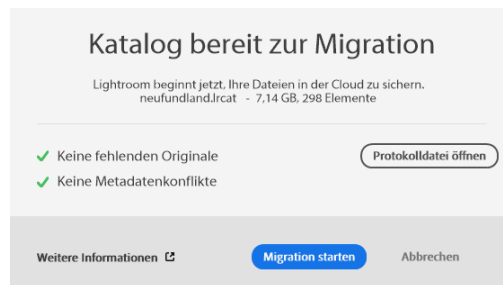 Katalog bereit zur Migration
Lightroom beginnt jetzt, Ihre Dateien in der Cloud zu sichern.
neufundland.lrcat - 7,14 GB, 298 Elemente
Keine fehlenden Originale
Protokolldatei öffnen
Keine Metadatenkonflikte
Weitere Informationen
Migration starten
Abbrechen